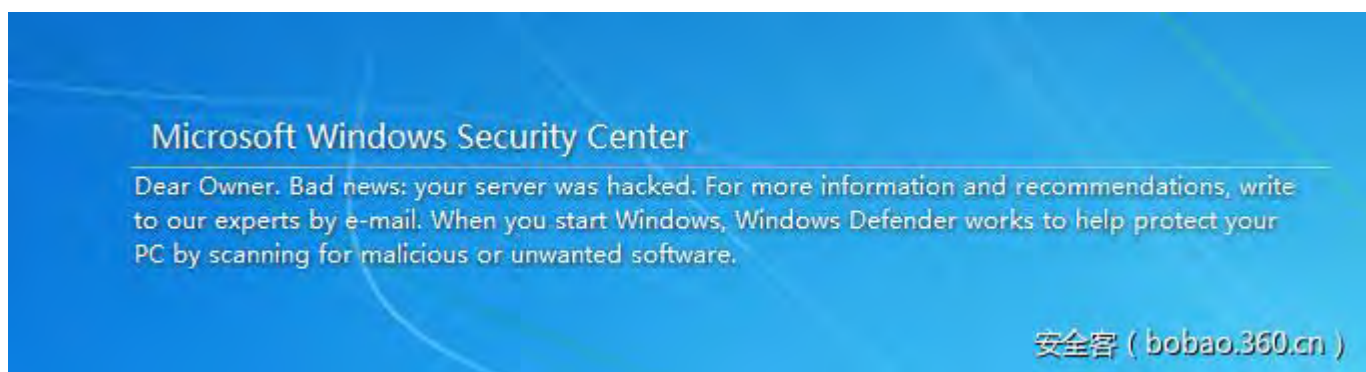 Microsoft Windows Security Center
Dear Owner. Bad news: your server was hacked. For more information and recommendations, write
to our experts by e-mail. When you start Windows, Windows Defender works to help protect your
PC by scanning for malicious or unwanted software.
安全客 ( bobao.360.cn )